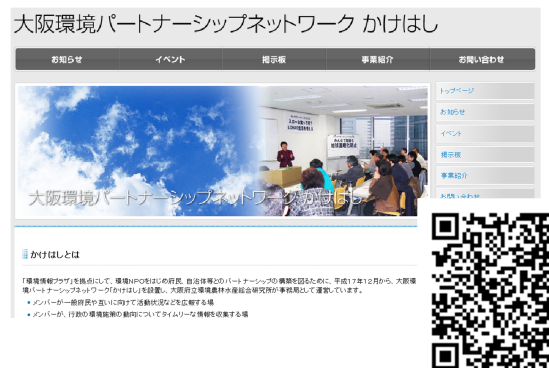 大阪環境パートナーシップネットワーク かけはし
お知らせ
イベント
掲示板
事業紹介
お問い合わせ
大阪環境パートナーシップネットワーク かけはし
トップページ
お知らせ
イベント
掲示板
事業紹介
お問い合わせ
かけはしとは
「環境情報プラザ」を拠点にして、環境NPOをはじめ府民、自治体等とのパートナーシップの構築を図るために、平成17年12月から、大阪環
境パートナーシップネットワーク「かけはし」を設置し、大阪府立環境農林水産総合研究所が事務局として運営しています。
メンバーが一般府民や互いに向けて活動状況などを広報する場
メンバーが、行政の環境施策の動向についてタイムリーな情報を収集する場